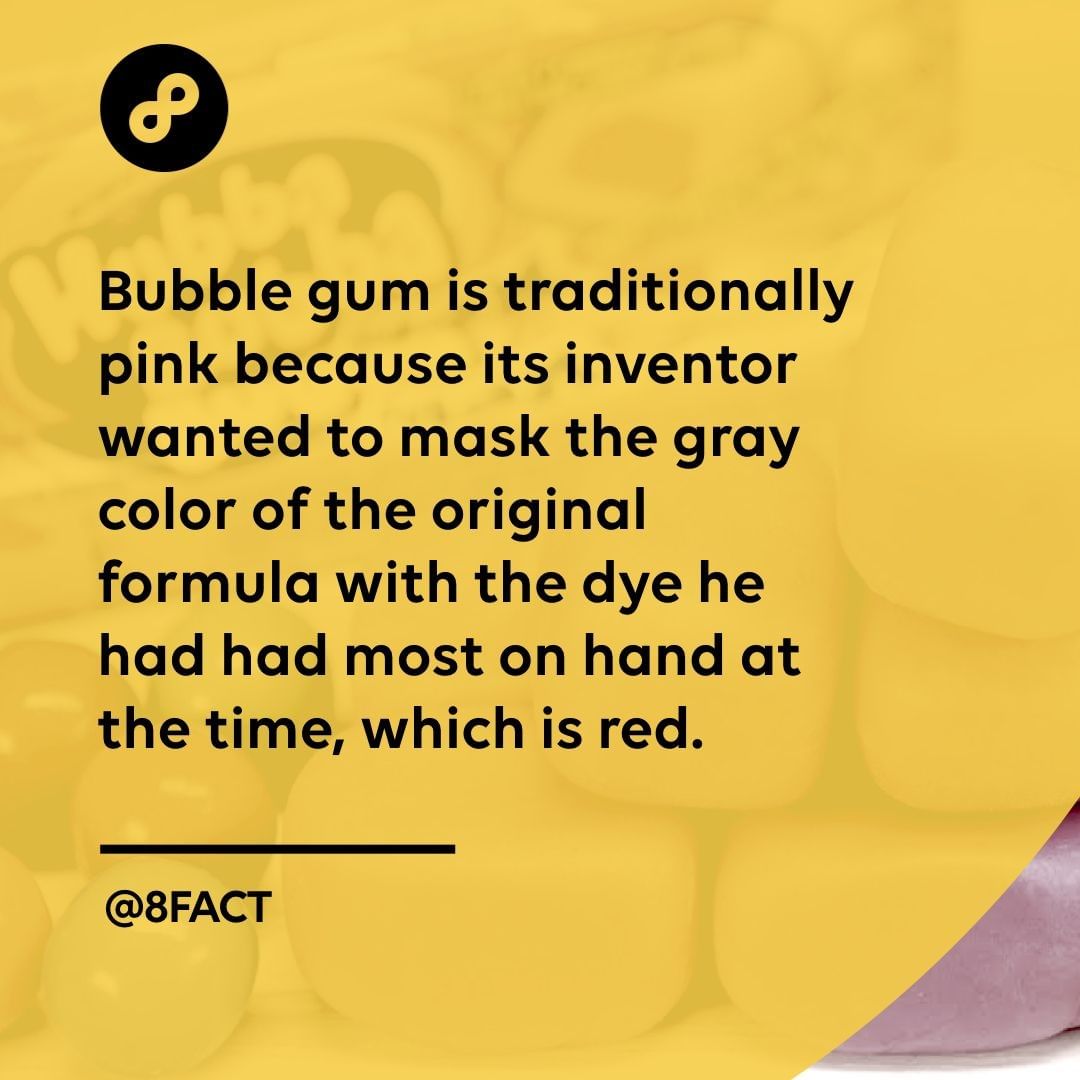 Bubble gum is traditionally
pink because its inventor
wanted to mask the gray
color of the original
formula with the dye he
had had most on hand at
the time, which is red.
@8FACT